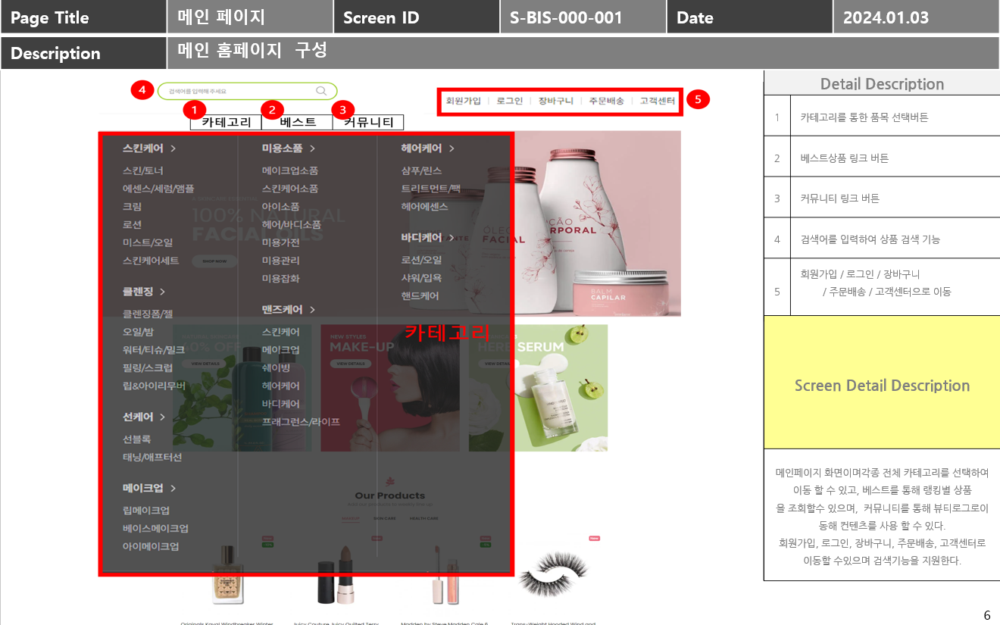 Page Title
메인 페이지
Screen ID
S-BIS-000-001
Date
2024.01.03
Description
메인 홈페이지 구성
4
검색어를 입력해 주세요
회원가입 | 로그인 | 장바구니 | 주문배송 | 고객센터
5
1
2
3
카테고리
베스트
커뮤니티
스킨케어 >
스킨/토너
에센스/세럼/앰플
크림
로션
미스트/오일
스킨케어세트
클렌징 >
클렌징폼/젤
오일/밤
워터/티슈/밀크
필링/스크럽
립&아이리무버
선케어 >
선블록
태닝/애프터선
메이크업 >
립메이크업
베이스메이크업
아이메이크업
미용소품 >
메이크업소품
스킨케어소품
아이소품
헤어/바디소품
미용가전
미용관리
미용잡화
맨즈케어 >
스킨케어
메이크업
쉐이빙
헤어케어
바디케어
프래그런스/라이프
헤어케어 >
샴푸/린스
트리트먼트/팩
헤어에센스
바디케어 >
로션/오일
샤워/입욕
핸드케어
카테고리
100% NATURAL
FACIAL OILS
SHOP NOW
ÓLEO
FACIAL
AÇÃO
RPORAL
BALM
CAPILAR
60% OFF
VIEW DETAILS
NEW STYLES
MAKE-UP
VIEW DETAILS
SERUM
Our Products
MAKEUP
SKIN CARE
HEALTH CARE
Originals Kaval Windbreaker Winter
Juicy Couture Juicy Quilted Terry
Madden by Steve Madden Cale 6
Trans-Weight Hooded Wind and
Detail Description
1 카테고리를 통한 품목 선택버튼
2 베스트상품 링크 버튼
3 커뮤니티 링크 버튼
4 검색어를 입력하여 상품 검색 기능
5 회원가입 / 로그인 / 장바구니
/ 주문배송 / 고객센터으로 이동
Screen Detail Description
메인페이지 화면이며각종 전체 카테고리를 선택하여
이동 할 수 있고, 베스트를 통해 랭킹별 상품
을 조회할수 있으며, 커뮤니티를 통해 뷰티로그로이
동해 컨텐츠를 사용 할 수 있다.
회원가입, 로그인, 장바구니, 주문배송, 고객센터로
이동할 수있으며 검색기능을 지원한다.
6